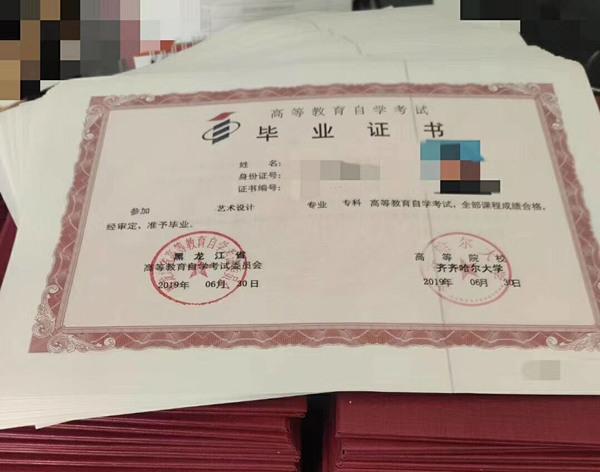 高等教育自学考试
毕业证书
姓 名:
身份证号:
证书编号:
参加 艺术设计 专业 专科 高等教育自学考试,全部课程成绩合格,
经审定,准予毕业。
黑龙江省
高等教育自学考试委员会
2019年 06月 30日
高等院校
齐齐哈尔大学
2019年 06月 30日